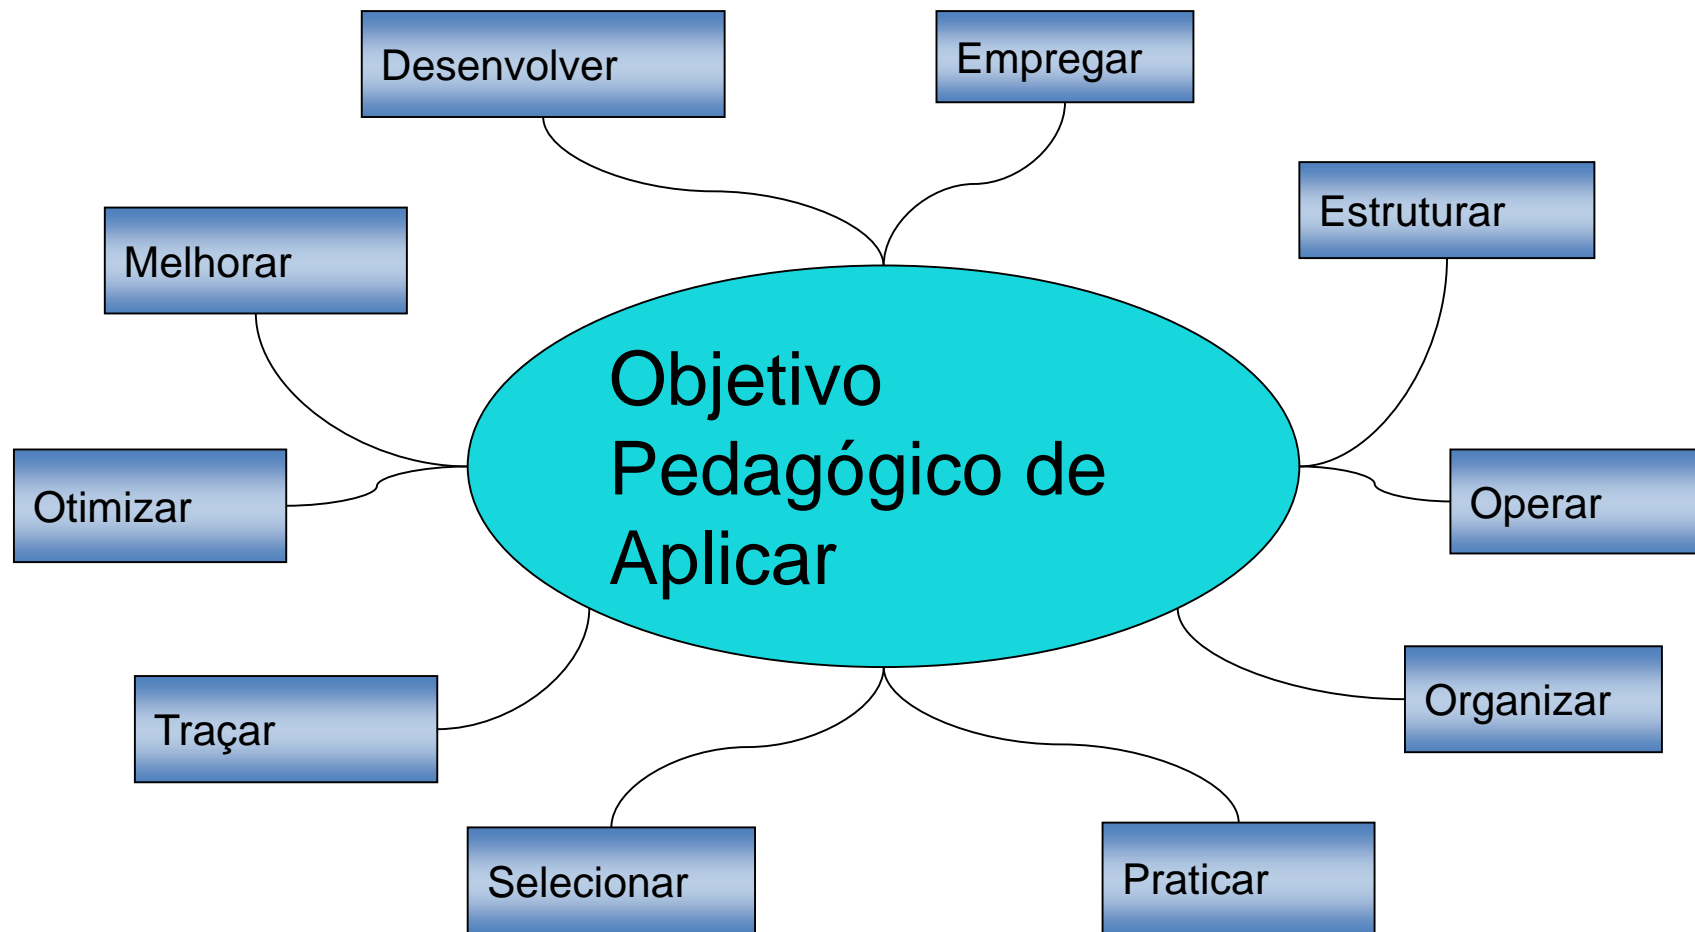 Desenvolver
Empregar
Estruturar
Melhorar
Objetivo
Pedagógico de
Aplicar
Otimizar
Operar
Organizar
Traçar
Selecionar
Praticar